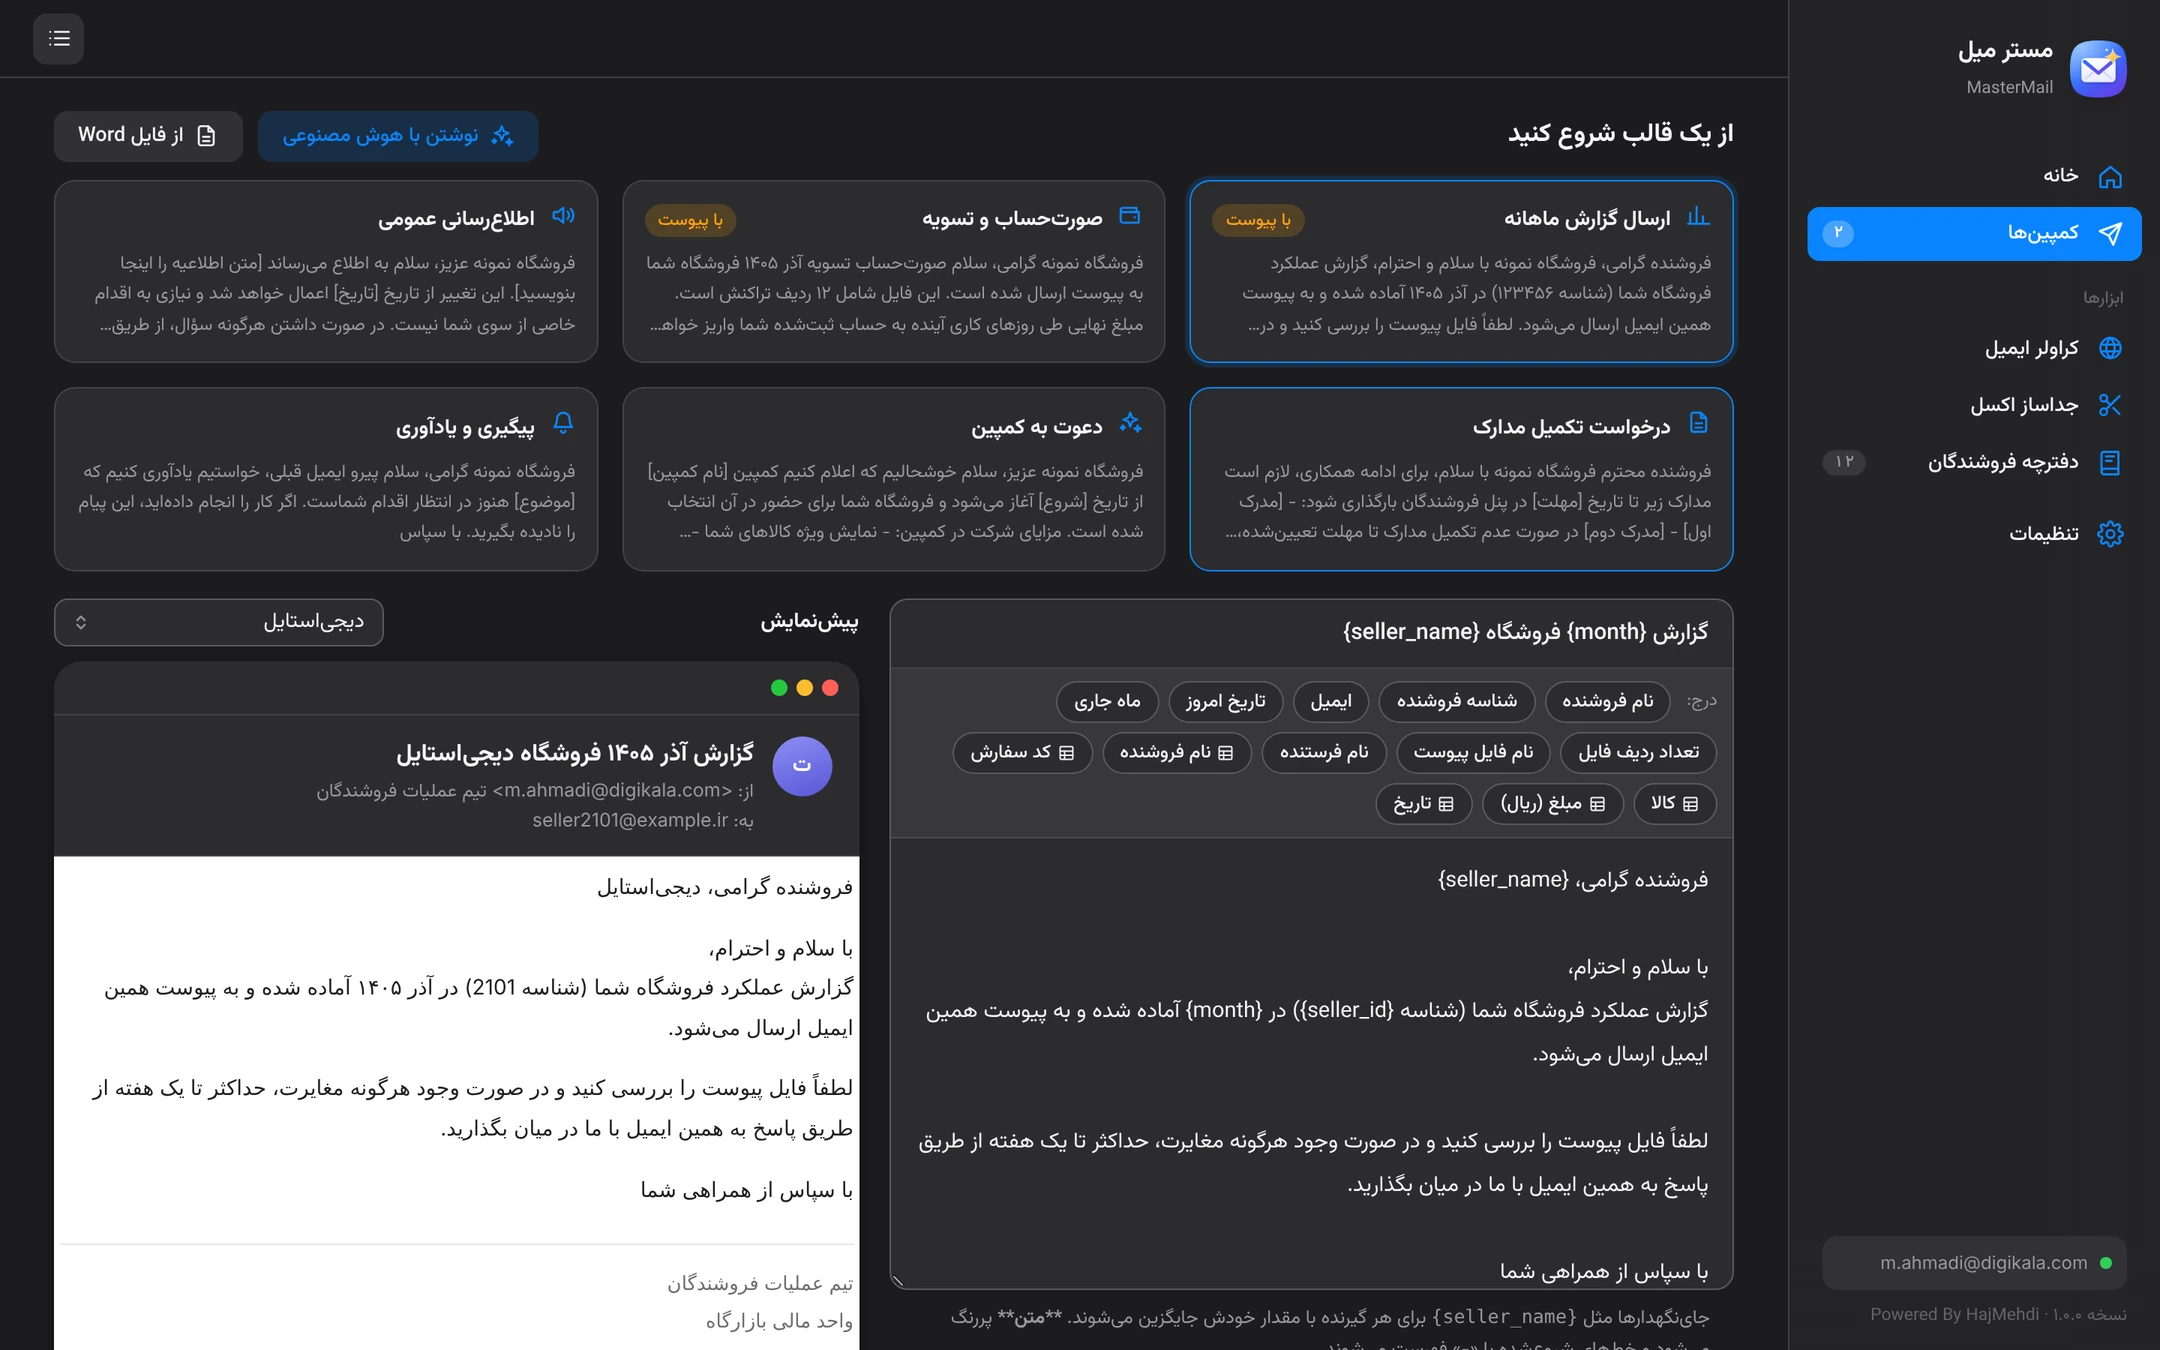 مستر میل
MasterMail
خانه
کمپین‌ها
۲
ابزارها
کراولر ایمیل
جداساز اکسل
دفترچه فروشندگان
۱۲
تنظیمات
m.ahmadi@digikala.com
نسخه ۱.۰.۰ · Powered By HajMehdi
از یک قالب شروع کنید
نوشتن با هوش مصنوعی
از فایل Word
ارسال گزارش ماهانه
با پیوست
فروشنده گرامی، فروشگاه نمونه با سلام و احترام، گزارش عملکرد
فروشگاه شما (شناسه ۱۲۳۴۵۶) در آذر ۱۴۰۵ آماده شده و به پیوست
همین ایمیل ارسال می‌شود. لطفاً فایل پیوست را بررسی کنید و در...
صورت‌حساب و تسویه
با پیوست
فروشگاه نمونه گرامی، سلام صورت‌حساب تسویه آذر ۱۴۰۵ فروشگاه شما
به پیوست ارسال شده است. این فایل شامل ۱۲ ردیف تراکنش است.
مبلغ نهایی طی روزهای کاری آینده به حساب ثبت‌شده شما واریز خواهـ...
اطلاع‌رسانی عمومی
فروشگاه نمونه عزیز، سلام به اطلاع می‌رساند [متن اطلاعیه را اینجا
بنویسید]. این تغییر از تاریخ [تاریخ] اعمال خواهد شد و نیازی به اقدام
خاصی از سوی شما نیست. در صورت داشتن هرگونه سؤال، از طریق...
درخواست تکمیل مدارک
فروشنده محترم فروشگاه نمونه با سلام، برای ادامه همکاری، لازم است
مدارک زیر تا تاریخ [مهلت] در پنل فروشندگان بارگذاری شود: - [مدرک
اول] - [مدرک دوم] در صورت عدم تکمیل مدارک تا مهلت تعیین‌شده،...
دعوت به کمپین
فروشگاه نمونه عزیز، سلام خوشحالیم که اعلام کنیم کمپین [نام کمپین]
از تاریخ [شروع] آغاز می‌شود و فروشگاه شما برای حضور در آن انتخاب
شده است. مزایای شرکت در کمپین: - نمایش ویژه کالاهای شما -...
پیگیری و یادآوری
فروشگاه نمونه گرامی، سلام پیرو ایمیل قبلی، خواستیم یادآوری کنیم که
[موضوع] هنوز در انتظار اقدام شماست. اگر کار را انجام داده‌اید، این پیام
را نادیده بگیرید. با سپاس
گزارش {month} فروشگاه {seller_name}
درج:
نام فروشنده
شناسه فروشنده
ایمیل
تاریخ امروز
ماه جاری
تعداد ردیف فایل
نام فایل پیوست
نام فرستنده
نام فروشنده
کد سفارش
کالا
مبلغ (ریال)
تاریخ
فروشنده گرامی، {seller_name}
با سلام و احترام،
گزارش عملکرد فروشگاه شما (شناسه {seller_id}) در {month} آماده شده و به پیوست همین
ایمیل ارسال می‌شود.
لطفاً فایل پیوست را بررسی کنید و در صورت وجود هرگونه مغایرت، حداکثر تا یک هفته از طریق
پاسخ به همین ایمیل با ما در میان بگذارید.
با سپاس از همراهی شما
جای‌نگهدارها مثل {seller_name} برای هر گیرنده با مقدار خودش جایگزین می‌شوند. **متن** پررنگ
پیش‌نمایش
دیجی‌استایل
ت
گزارش آذر ۱۴۰۵ فروشگاه دیجی‌استایل
از: <m.ahmadi@digikala.com> تیم عملیات فروشندگان
به: seller2101@example.ir
فروشنده گرامی، دیجی‌استایل
با سلام و احترام،
گزارش عملکرد فروشگاه شما (شناسه 2101) در آذر ۱۴۰۵ آماده شده و به پیوست همین
ایمیل ارسال می‌شود.
لطفاً فایل پیوست را بررسی کنید و در صورت وجود هرگونه مغایرت، حداکثر تا یک هفته از
طریق پاسخ به همین ایمیل با ما در میان بگذارید.
با سپاس از همراهی شما
تیم عملیات فروشندگان
واحد مالی بازارگاه